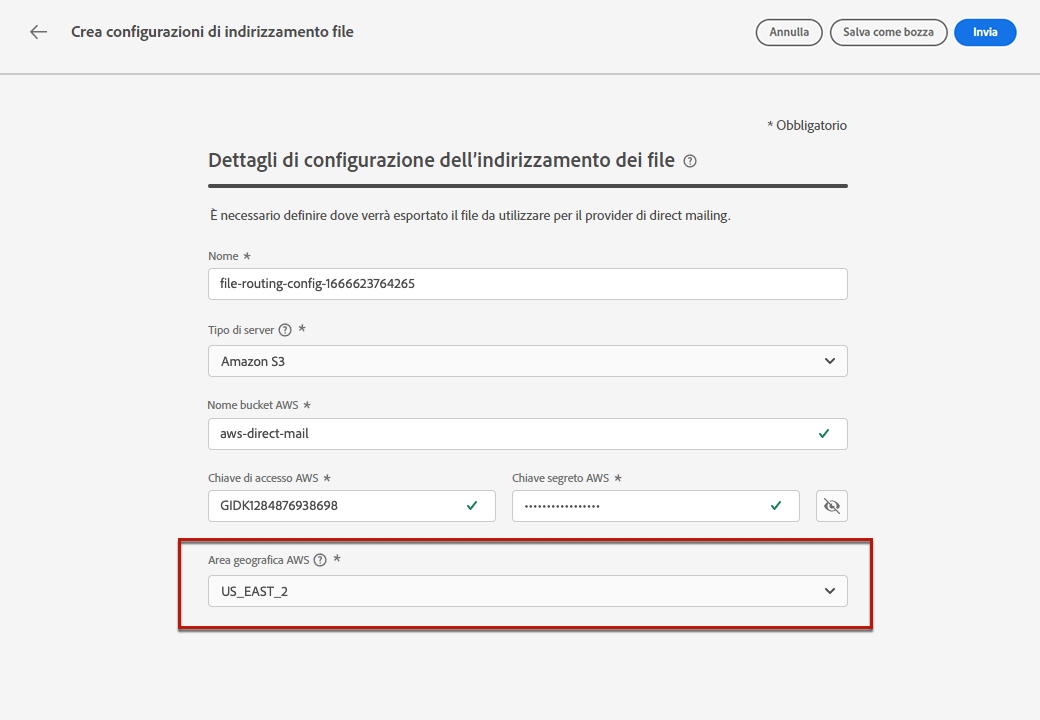 Crea configurazioni di indirizzamento file
Annulla
Salva come bozza
Invia
* Obbligatorio
Dettagli di configurazione dell'indirizzamento dei file
È necessario definire dove verrà esportato il file da utilizzare per il provider di direct mailing.
Nome *
file-routing-config-1666623764265
Tipo di server ? *
Amazon S3
Nome bucket AWS *
aws-direct-mail
Chiave di accesso AWS *
Chiave segreto AWS *
GIDK1284876938698
•••••••••••••••••
Area geografica AWS ? *
US_EAST_2